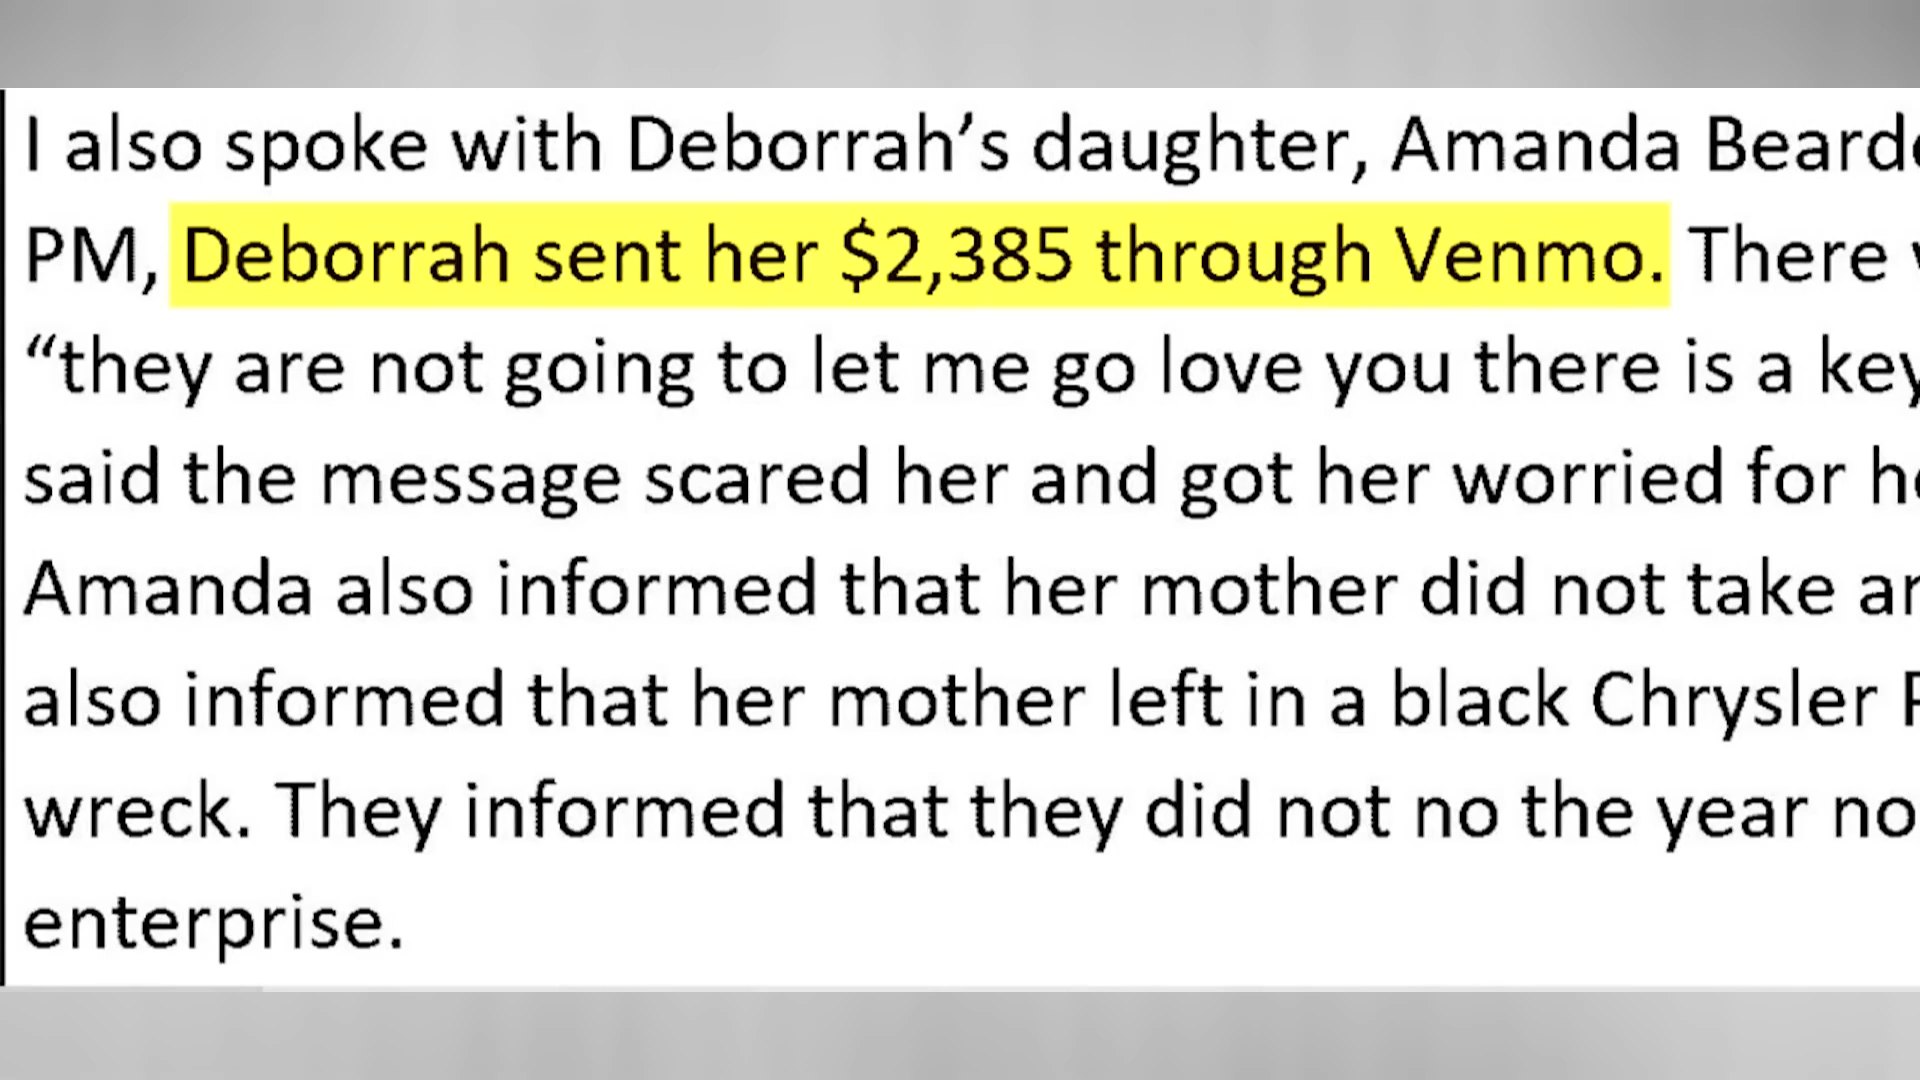 I also spoke with Deborrah’s daughter, Amanda
PM, Deborrah sent her $2,385 through Venmo. There
“they are not going to let me go love you there is a key
said the message scared her and got her worried for
Amanda also informed that her mother did not take
also informed that her mother left in a black Chrysler
wreck. They informed that they did not no the year no
enterprise.